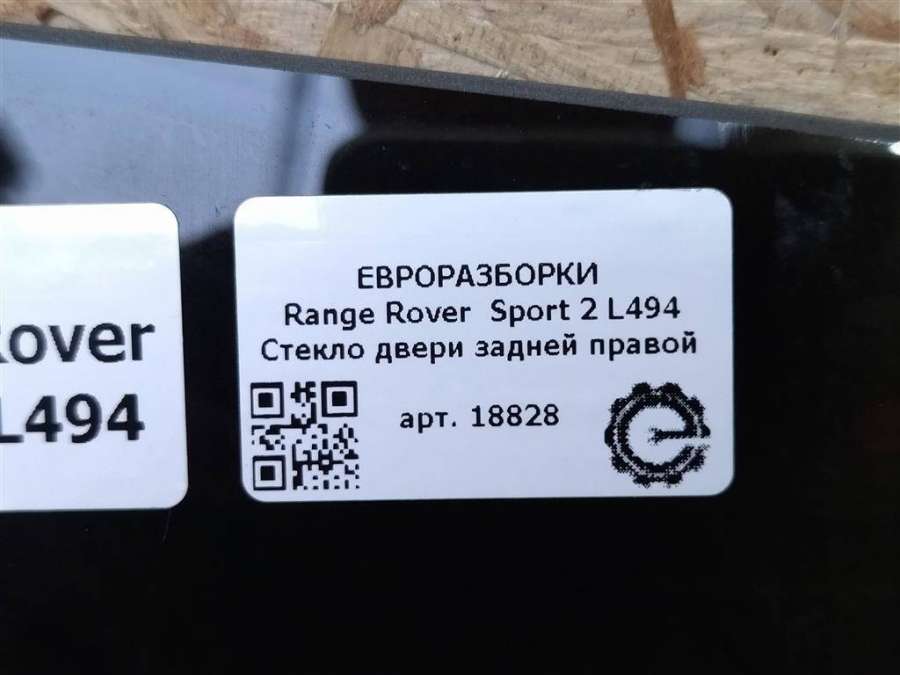 Rover
L494
ЕВРОРАЗБОРКИ
Range Rover Sport 2 L494
Стекло двери задней правой
арт. 18828